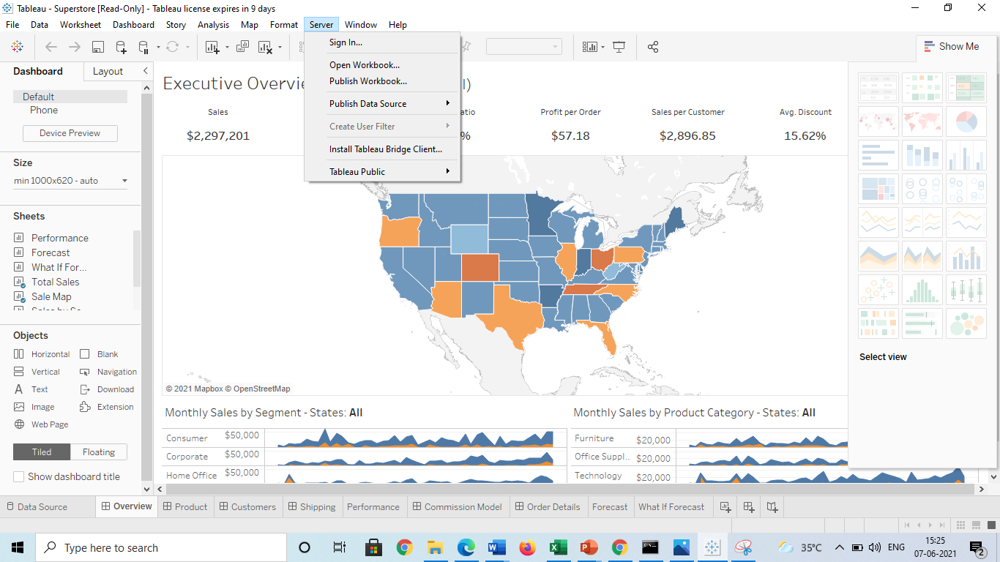 Tableau - Superstore [Read-Only] - Tableau license expires in 9 days
File Data Worksheet Dashboard Story Analysis Map Format Server Window Help
Sign In...
Open Workbook...
Publish Workbook...
Publish Data Source
Create User Filter
Install Tableau Bridge Client...
Tableau Public
Show Me
Dashboard Layout
Default
Phone
Device Preview
Size
min 1000x620 - auto
Sheets
Performance
Forecast
What If For...
Total Sales
Sale Map
Objects
Horizontal Blank
Vertical Navigation
Text Download
Image Extension
Web Page
Tiled Floating
Show dashboard title
Executive Overvie
Sales Profit per Order Sales per Customer Avg. Discount
$2,297,201 % $57.18 $2,896.85 15.62%
© 2021 Mapbox © OpenStreetMap
Select view
Monthly Sales by Segment - States: All
Consumer $50,000
Corporate $50,000
Home Office $50,000
Monthly Sales by Product Category - States: All
Furniture $20,000
Office Suppl.. $20,000
Technology $20,000
Data Source Overview Product Customers Shipping Performance Commission Model Order Details Forecast What If Forecast
Type here to search
35°C ENG 15:25
07-06-2021
2